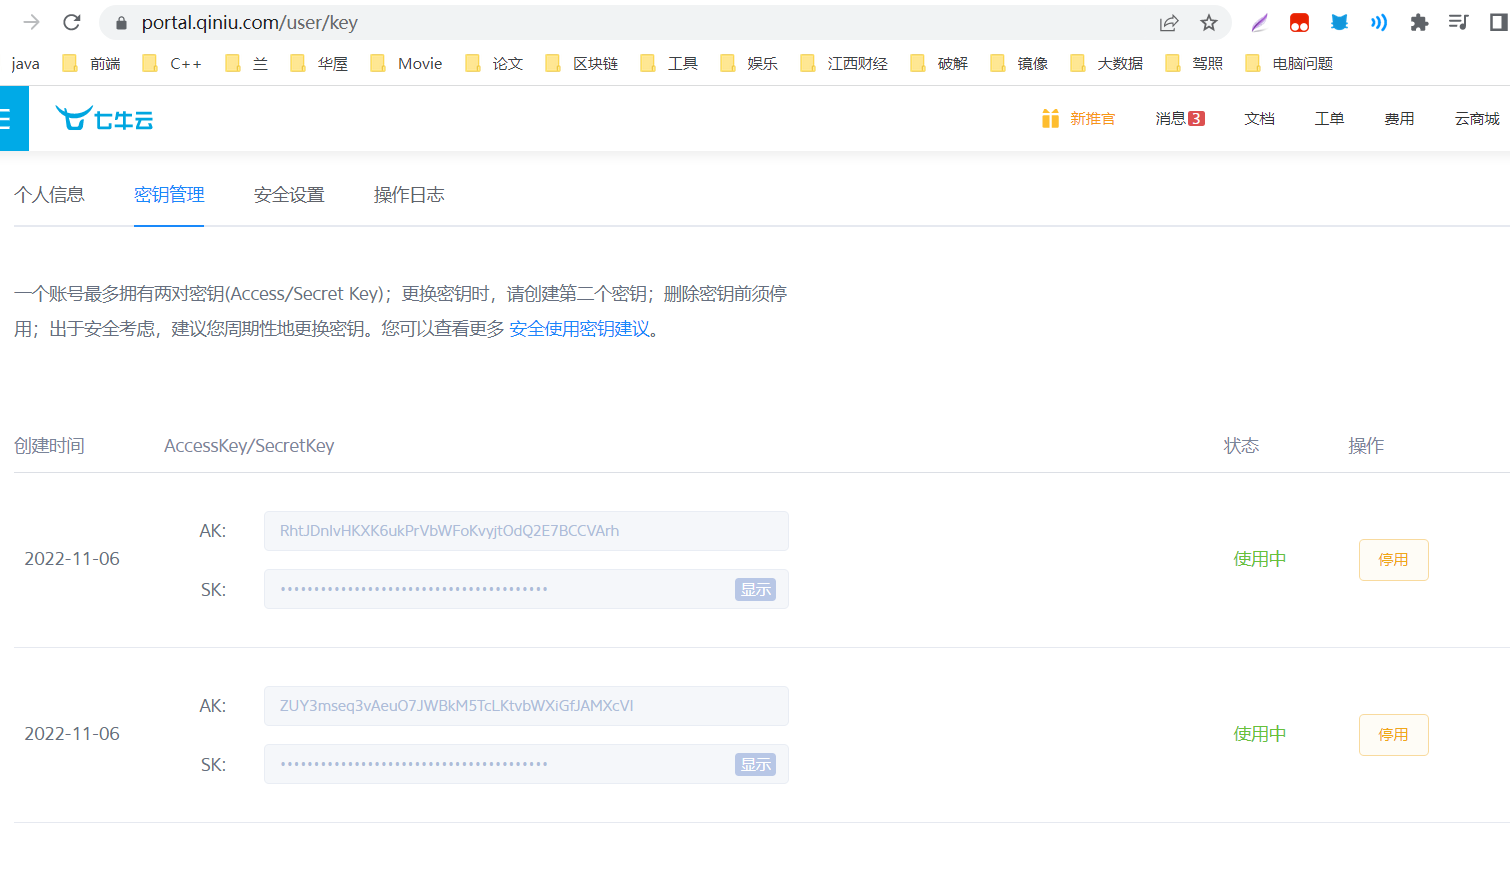 portal.qiniu.com/user/key
java 前端 C++ 兰 华屋 Movie 论文 区块链 工具 娱乐 江西财经 破解 镜像 大数据 驾照 电脑问题
七牛云 新推官 消息 3 文档 工单 费用 云商城
个人信息 密钥管理 安全设置 操作日志
一个账号最多拥有两对密钥(Access/Secret Key)；更换密钥时，请创建第二个密钥；删除密钥前须停
用；出于安全考虑，建议您周期性地更换密钥。您可以查看更多 安全使用密钥建议。
创建时间 AccessKey/SecretKey 状态 操作
AK: RhtJDnIvHKXK6ukPrVbWFoKvyjtOdQ2E7BCCVArh
2022-11-06 使用中 停用
SK: •••••••••••••••••••••••••••••••••••••••• 显示
AK: ZUY3mseq3vAeuO7JWBkM5TcLKtvbWXiGfJAMXcVI
2022-11-06 使用中 停用
SK: •••••••••••••••••••••••••••••••••••••••• 显示